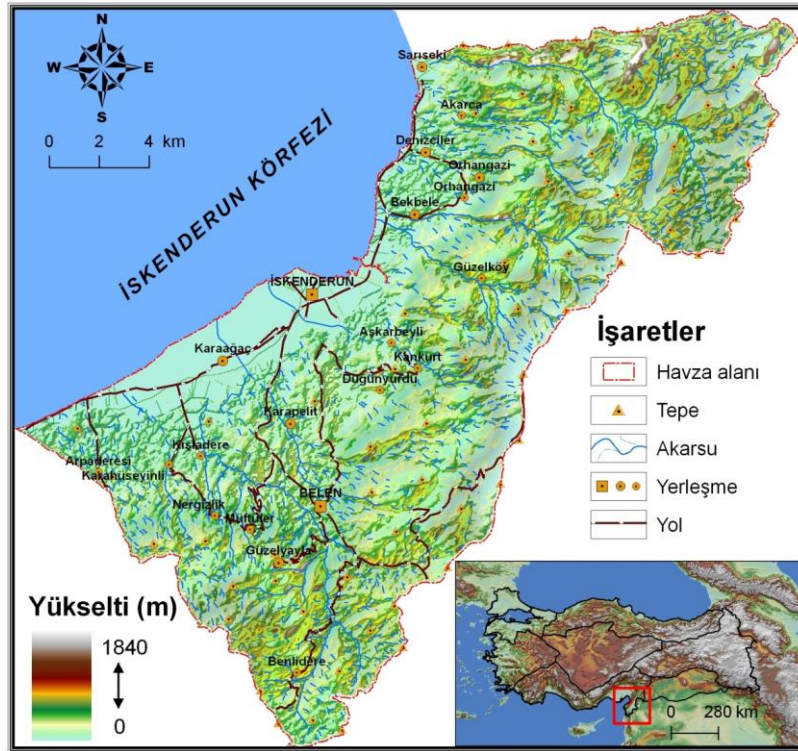 N
W E
S
0 2 4 km
İSKENDERUN KÖRFEZİ
Sarıseki
Akarca
Denizciler
Orhangazi
Orhangazi
Bekbele
Güzelköy
İSKENDERUN
Aşkarbeyli
Karaağaç
Kankurt
Düğünyurdu
Karapelit
Kışladere
Arpaderesi
Karahüseyinli
BELEN
Nergizlik
Müftüler
Güzelyayla
Benlidere
İşaretler
Havza alanı
Tepe
Akarsu
Yerleşme
Yol
Yükselti (m)
1840
0
0 280 km